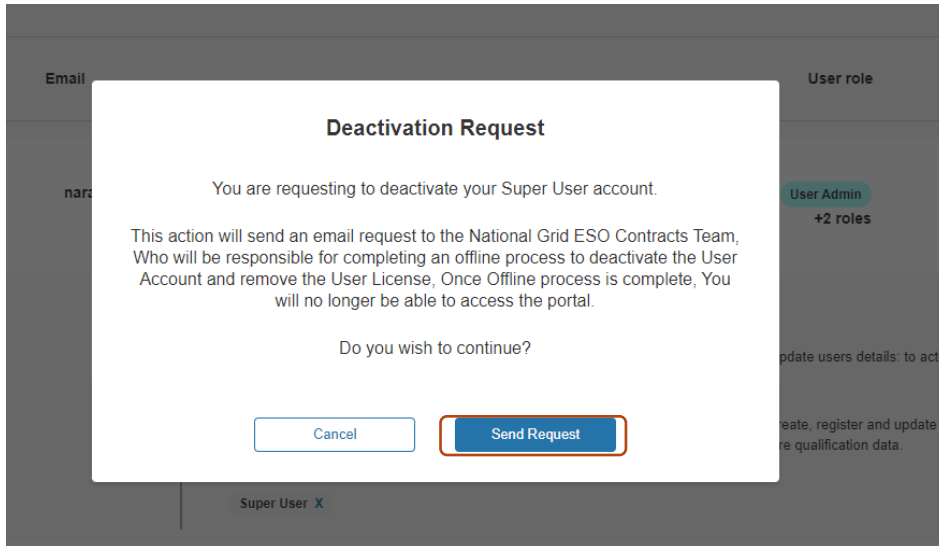 Email
User role
Deactivation Request
You are requesting to deactivate your Super User account.
nara
User Admin
+2 roles
This action will send an email request to the National Grid ESO Contracts Team,
Who will be responsible for completing an offline process to deactivate the User
Account and remove the User License, Once Offline process is complete, You
will no longer be able to access the portal.
Do you wish to continue?
pdate users details: to act
Cancel
Send Request
reate, register and update
re qualification data.
Super User X